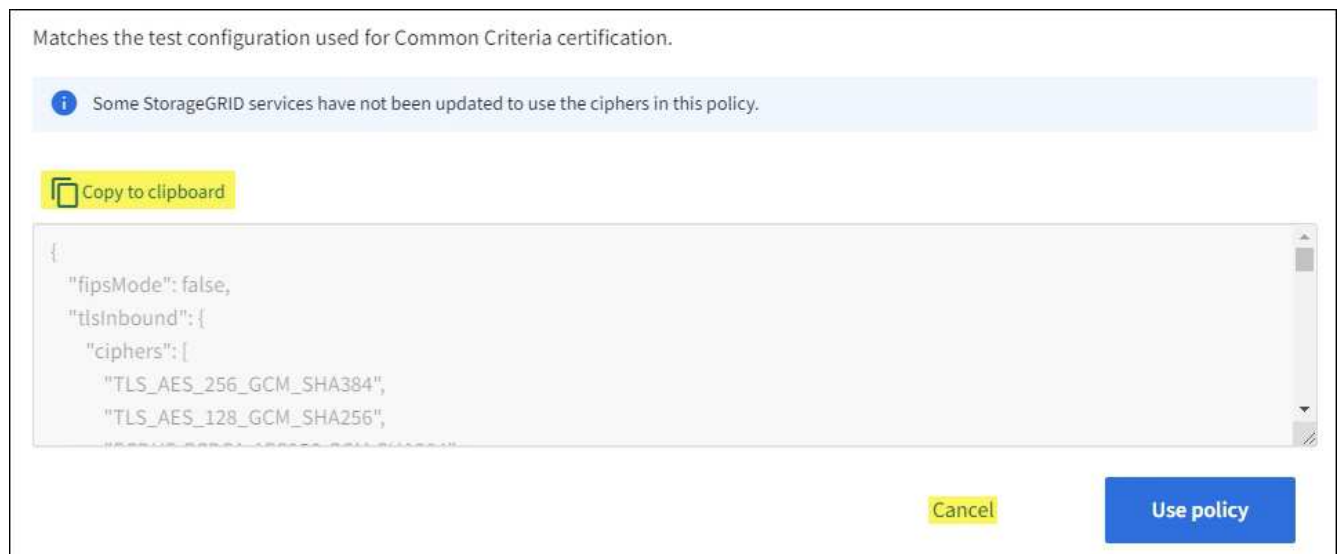 Matches the test configuration used for Common Criteria certification.
Some StorageGRID services have not been updated to use the ciphers in this policy.
Copy to clipboard
{
"fipsMode": false,
"tlsInbound": {
"ciphers": [
"TLS_AES_256_GCM_SHA384",
"TLS_AES_128_GCM_SHA256",
Cancel
Use policy